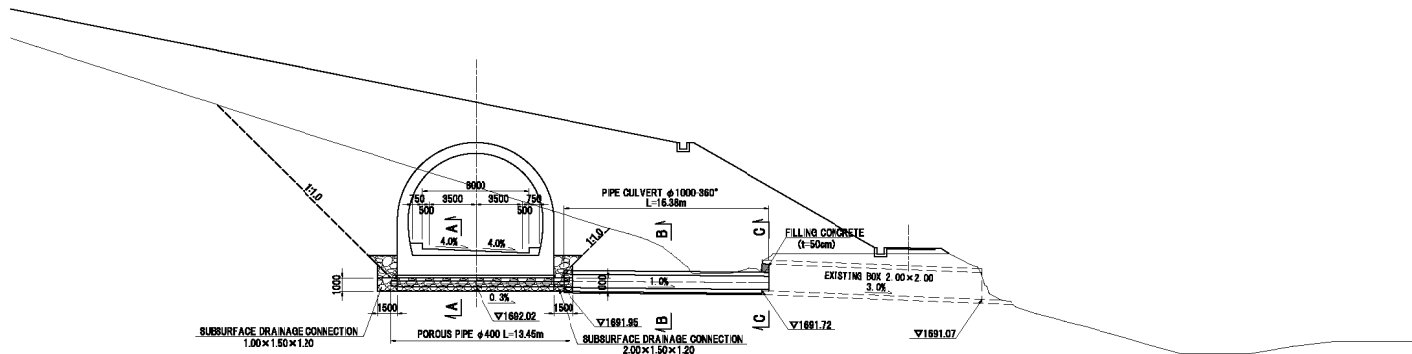 1:1.0
8000
750
3500
3500
750
500
500
A
4.0%
4.0%
PIPE CULVERT φ1000-360°
L=15.38m
B
C
FILLING CONCRETE
(t=50cm)
1:1.0
1000
1000
1.0%
EXISTING BOX 2.00×2.00
3.0%
0.3%
A
1500
1500
▽1692.02
▽1691.95
B
C
▽1691.72
▽1691.07
SUBSURFACE DRAINAGE CONNECTION
1.00×1.50×1.20
POROUS PIPE φ400 L=13.45m
SUBSURFACE DRAINAGE CONNECTION
2.00×1.50×1.20